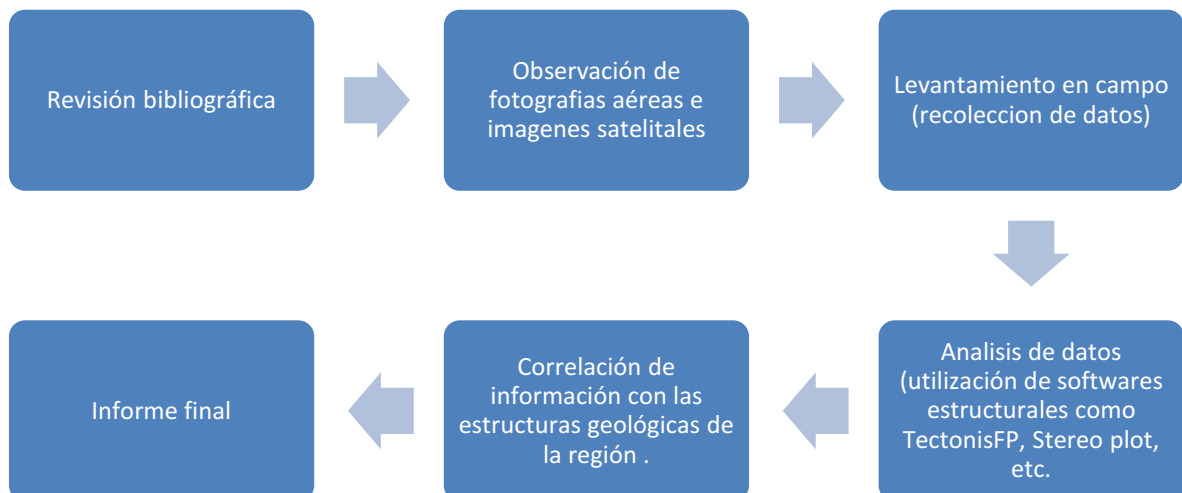 Revisión bibliográfica
Observación de
fotografias aéreas e
imagenes satelitales
Levantamiento en campo
(recoleccion de datos)
Analisis de datos
(utilización de softwares
estructurales como
TectonisFP, Stereo plot,
etc.
Correlación de
información con las
estructuras geológicas de
la región .
Informe final